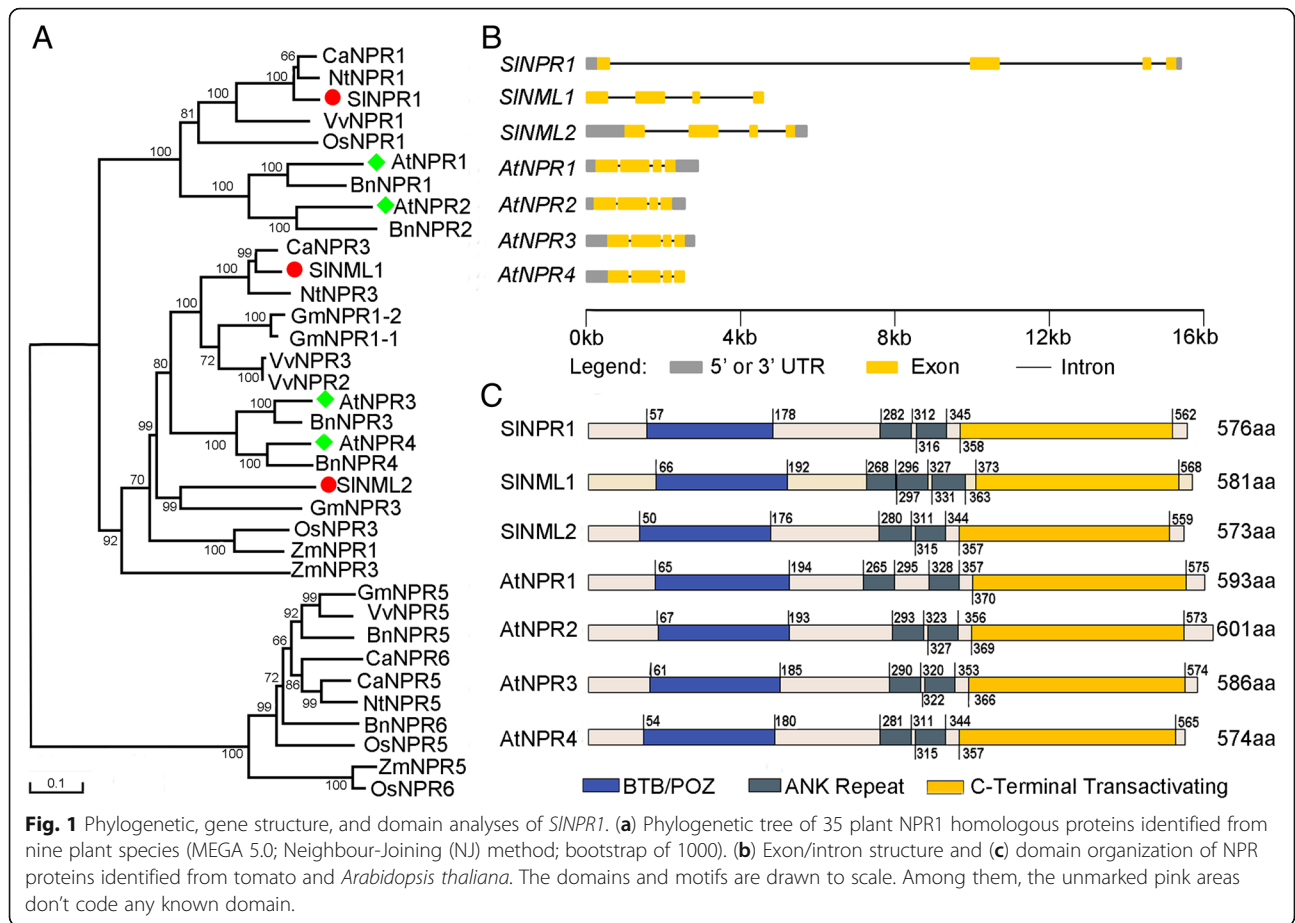 A
66
CaNPR1
100
NtNPR1
100
SlNPR1
81
VvNPR1
100
OsNPR1
100
AtNPR1
100
BnNPR1
AtNPR2
100
BnNPR2
99
CaNPR3
100
SlNML1
NtNPR3
100
100
GmNPR1-2
GmNPR1-1
72
VvNPR3
100
VvNPR2
80
100
AtNPR3
BnNPR3
99
100
AtNPR4
100
BnNPR4
70
SlNML2
99
GmNPR3
92
OsNPR3
100
ZmNPR1
ZmNPR3
99
GmNPR5
92
VvNPR5
66
BnNPR5
CaNPR6
72
86
CaNPR5
99
NtNPR5
99
BnNPR6
100
OsNPR5
ZmNPR5
100
OsNPR6
0.1
B
SlNPR1
SlNML1
SlNML2
AtNPR1
AtNPR2
AtNPR3
AtNPR4
0kb 4kb 8kb 12kb 16kb
Legend: 5' or 3' UTR Exon Intron
C
57 178 282 312 345 562
SlNPR1 576aa
316 358
66 192 268 296 327 373 568
SlNML1 581aa
297 331 363
50 176 280 311 344 559
SlNML2 573aa
315 357
65 194 265 295 328 357 575
AtNPR1 593aa
370
67 193 293 323 356 573
AtNPR2 601aa
327 369
61 185 290 320 353 574
AtNPR3 586aa
322 366
54 180 281 311 344 565
AtNPR4 574aa
315 357
BTB/POZ ANK Repeat C-Terminal Transactivating
Fig. 1 Phylogenetic, gene structure, and domain analyses of SlNPR1. (a) Phylogenetic tree of 35 plant NPR1 homologous proteins identified from
nine plant species (MEGA 5.0; Neighbour-Joining (NJ) method; bootstrap of 1000). (b) Exon/intron structure and (c) domain organization of NPR
proteins identified from tomato and Arabidopsis thaliana. The domains and motifs are drawn to scale. Among them, the unmarked pink areas
don't code any known domain.